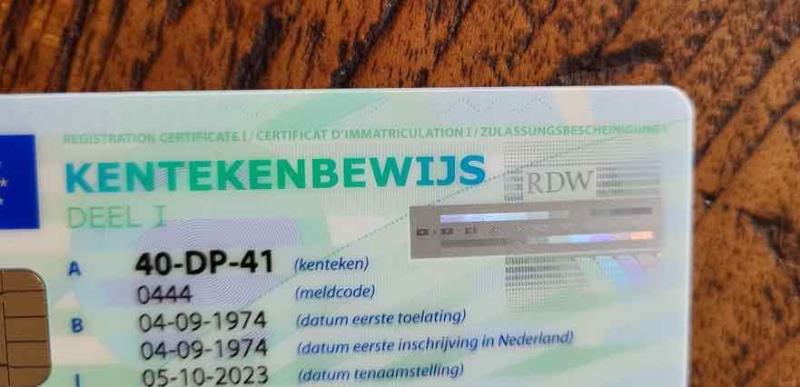 REGISTRATION CERTIFICATE I / CERTIFICAT D'IMMATRICULATION I / ZULASSUNGSBESCHEINIGUNG I
KENTEKENBEWIJS
RDW
DEEL I
A 40-DP-41 (kenteken)
0444 (meldcode)
B 04-09-1974 (datum eerste toelating)
04-09-1974 (datum eerste inschrijving in Nederland)
I 05-10-2023 (datum tenaamstelling)